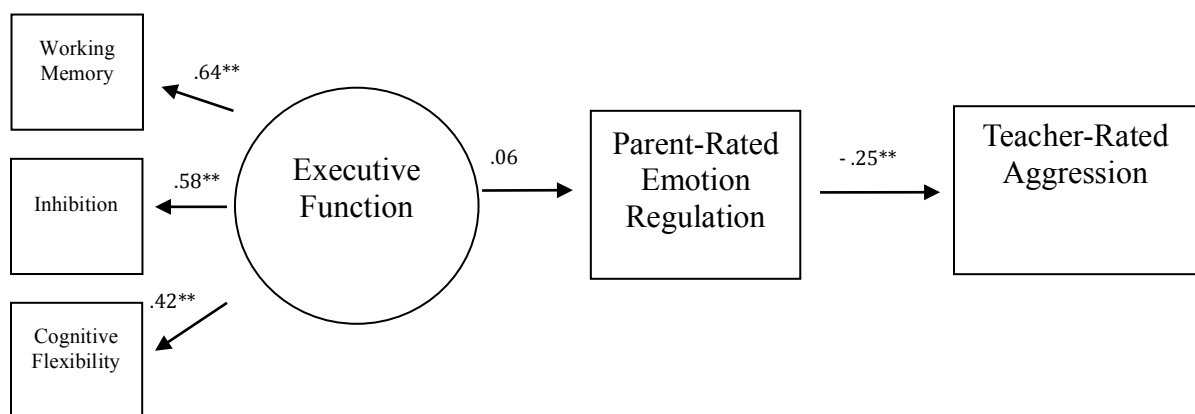 Working
Memory
.64**
Inhibition
.58**
Cognitive
Flexibility
.42**
Executive
Function
.06
Parent-Rated
Emotion
Regulation
- .25**
Teacher-Rated
Aggression